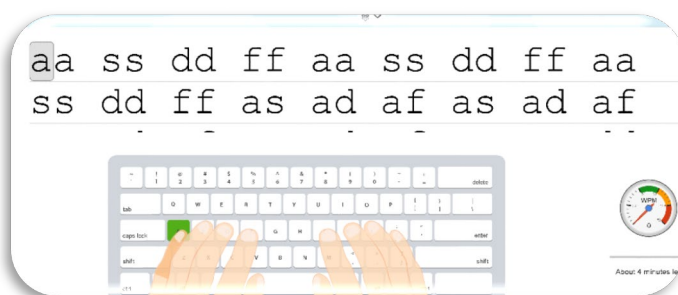 aa ss dd ff aa ss dd ff aa
ss dd ff as ad af as ad af
delete
tab Q W E R T Y U I O P
caps lock G H enter
shift V B N shift
WPM
About 4 minutes le